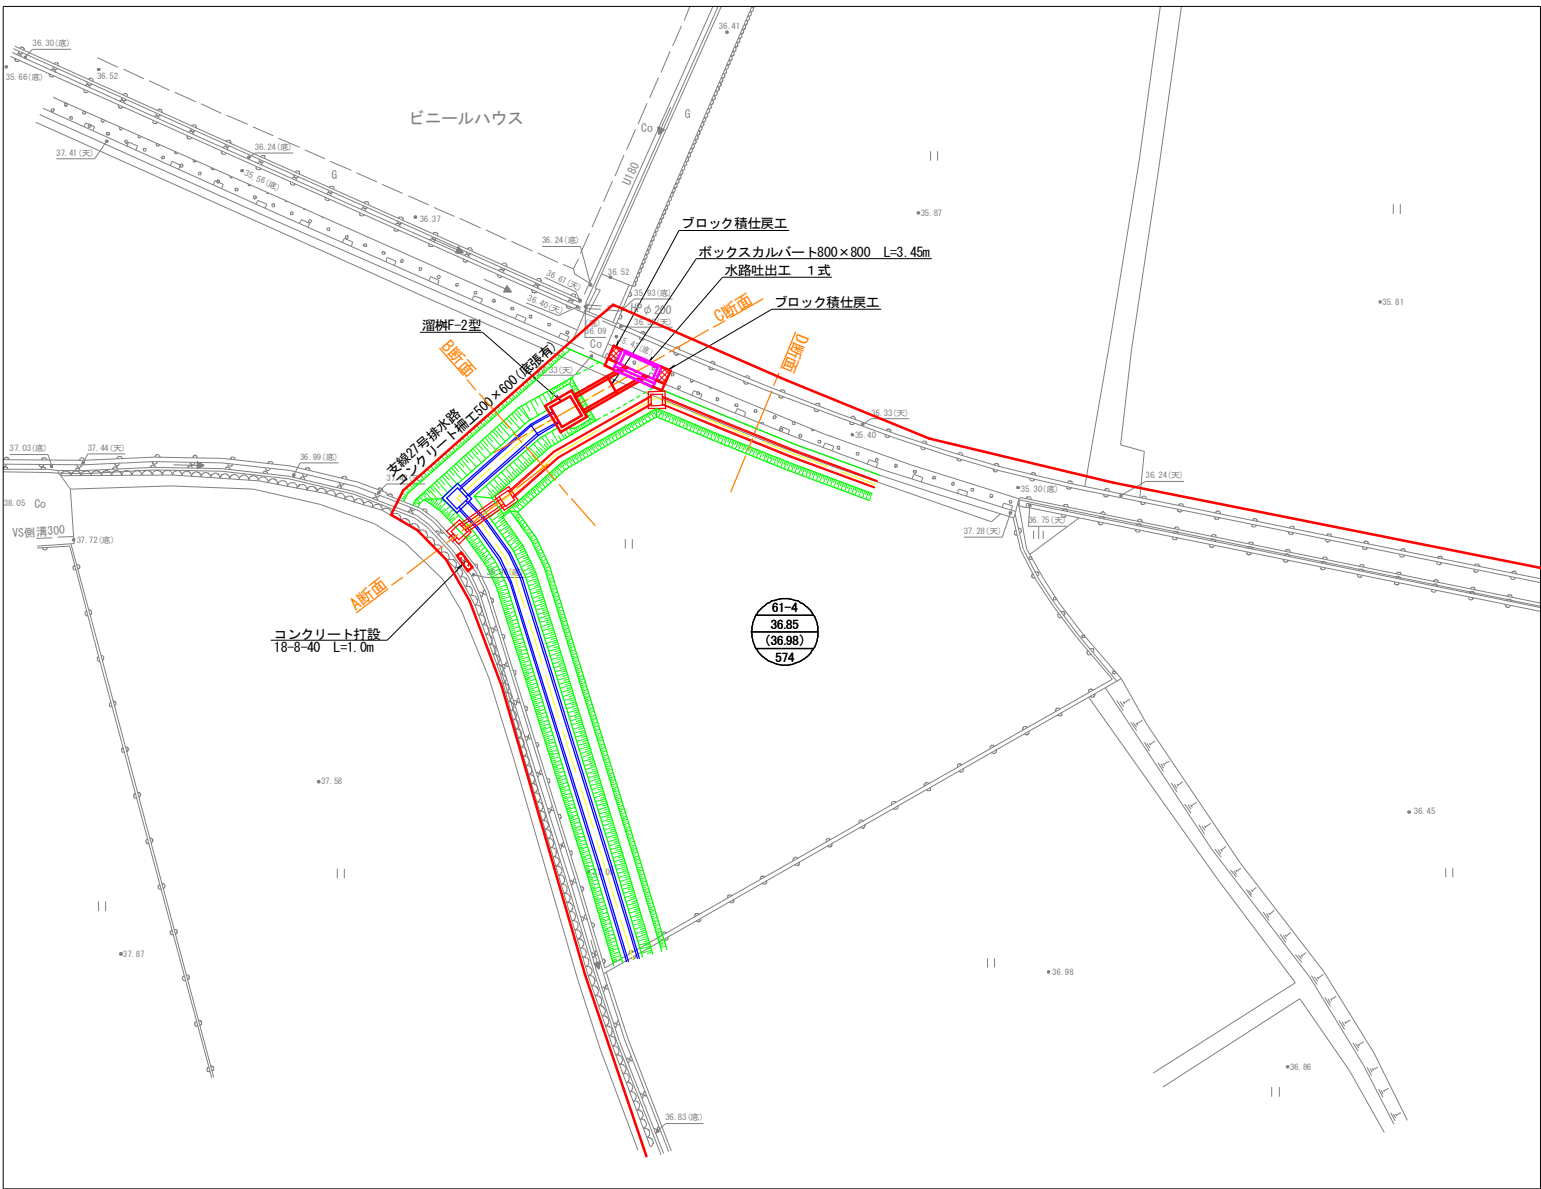 36.41
36.30(底)
35.66(底)
36.52
ビニールハウス
Co
G
37.41(天)
36.24(底)
35.56(底)
G
U180
36.37
35.87
ブロック積仕戻工
36.24(底)
ボックスカルバート800×800 L=3.45m
水路吐出工 1式
36.61(天)
36.52
35.93(底)
HPφ200
36.40(天)
C断面
ブロック積仕戻工
35.81
溜桝F-2型
36.09
Co
B断面
D断面
支線27号排水路
コンクリート柵工500×600(底張有)
36.33(天)
35.40
37.03(底)
37.44(天)
36.99(底)
36.24(天)
35.30(底)
38.05
Co
36.75(天)
37.28(天)
VS側溝300
37.72(底)
A断面
コンクリート打設
18-8-40 L=1.0m
61-4
36.85
(36.98)
574
37.58
36.45
37.87
36.98
36.86
36.83(底)